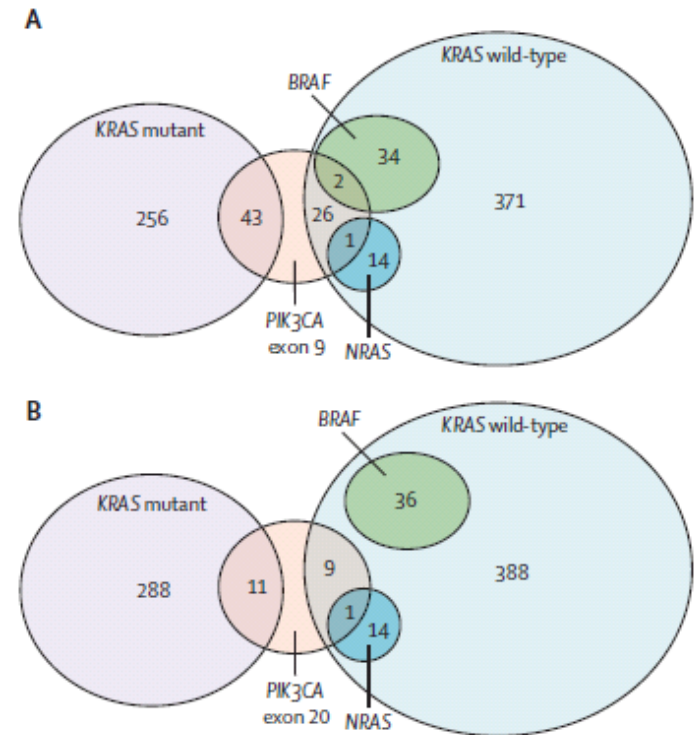 A
KRAS wild-type
BRAF
KRAS mutant
34
2
256
43
26
371
1
14
PIK3CA
exon 9
NRAS
B
BRAF
KRAS wild-type
KRAS mutant
36
288
11
9
388
1
14
PIK3CA
exon 20
NRAS